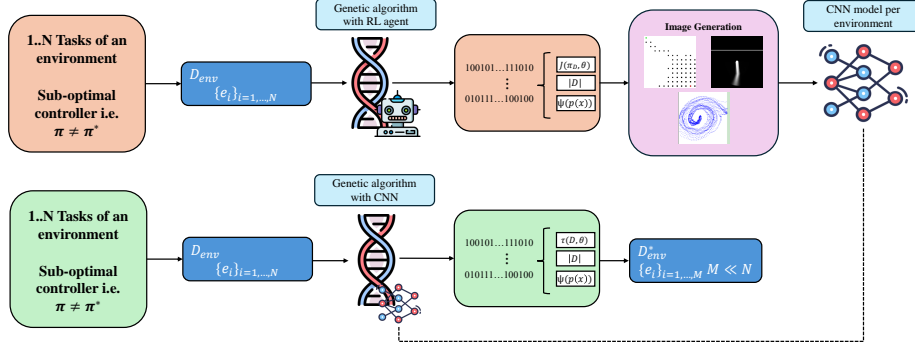 1..N Tasks of an
environment
Sub-optimal
controller i.e.
π ≠ π*
D_env
{e_i}_{i=1,...,N}
Genetic algorithm
with RL agent
100101...111010
⋮
010111...100100
J(π_D, θ)
|D|
ψ(p(x))
Image Generation
CNN model per
environment
1..N Tasks of an
environment
Sub-optimal
controller i.e.
π ≠ π*
D_env
{e_i}_{i=1,...,N}
Genetic algorithm
with CNN
100101...111010
⋮
010111...100100
τ(D, θ)
|D|
ψ(p(x))
D*_env
{e_i}_{i=1,...,M} M ≪ N